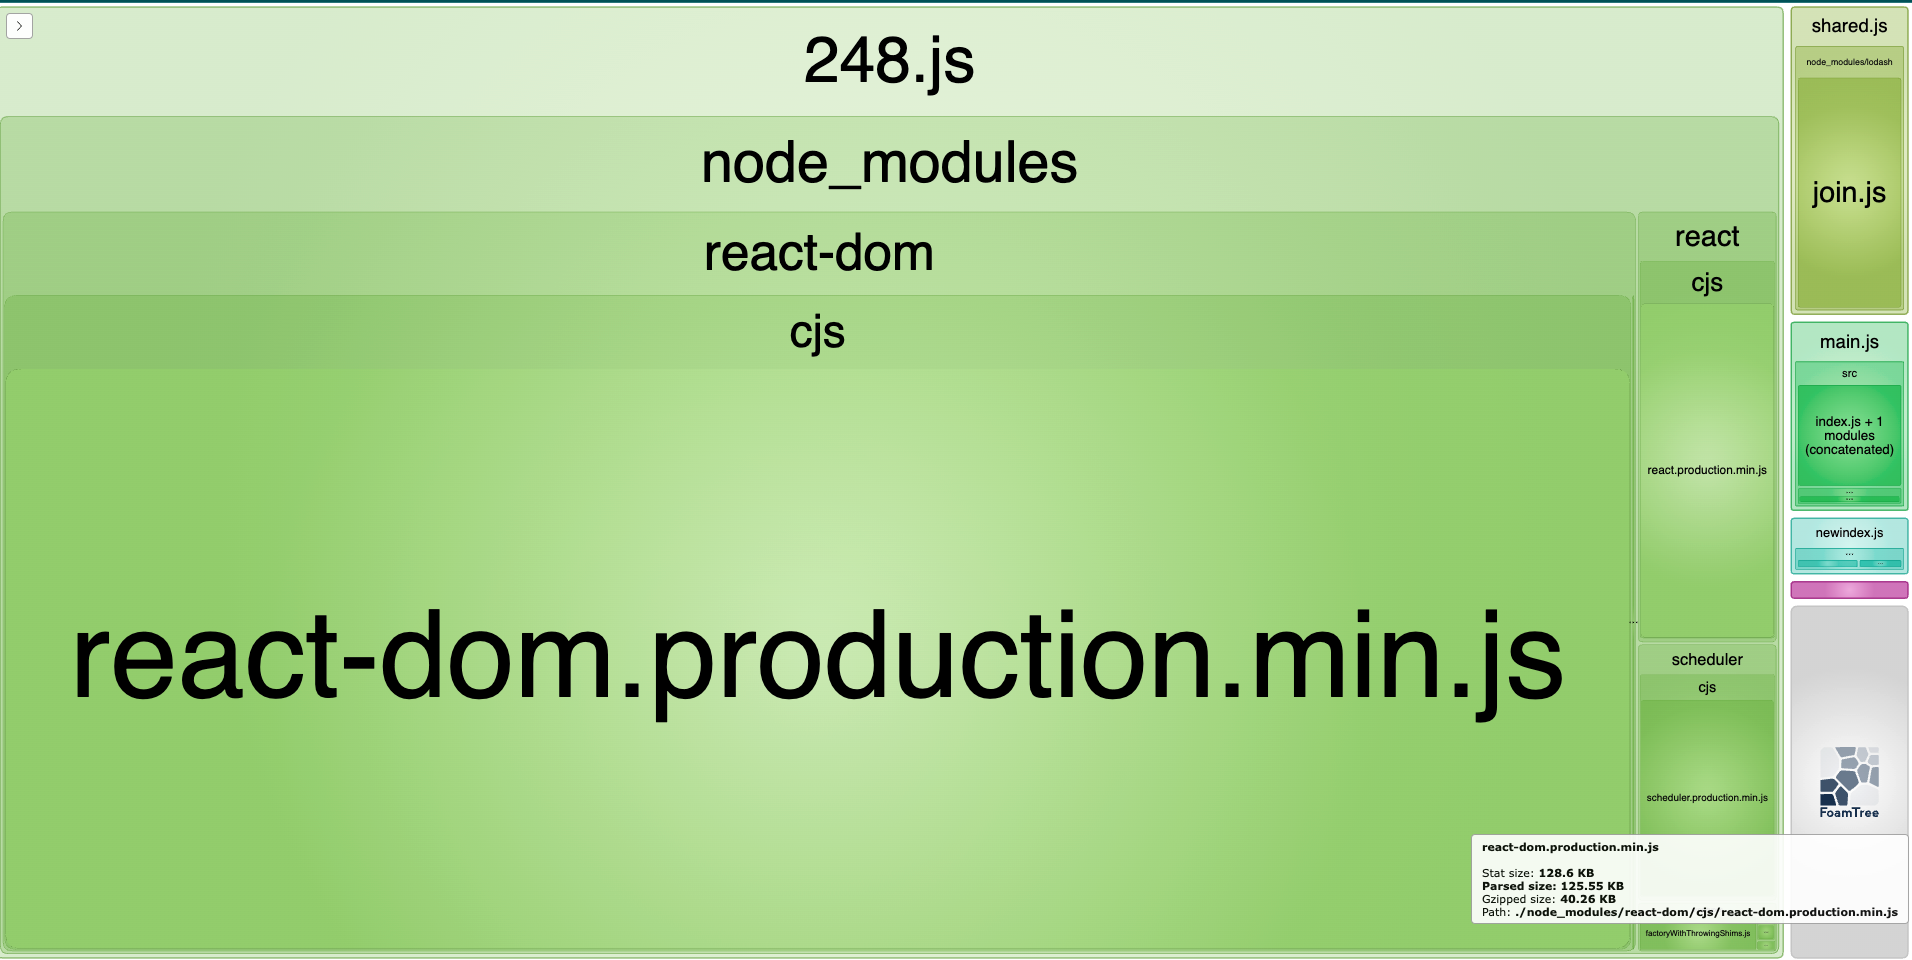 248.js
node_modules
react-dom
cjs
react-dom.production.min.js
...
react
cjs
react.production.min.js
scheduler
cjs
scheduler.production.min.js
factoryWithThrowingShims.js
shared.js
node_modules/lodash
join.js
main.js
src
index.js + 1
modules
(concatenated)
...
...
newindex.js
...
FoamTree
react-dom.production.min.js
Stat size: 128.6 KB
Parsed size: 125.55 KB
Gzipped size: 40.26 KB
Path: ./node_modules/react-dom/cjs/react-dom.production.min.js